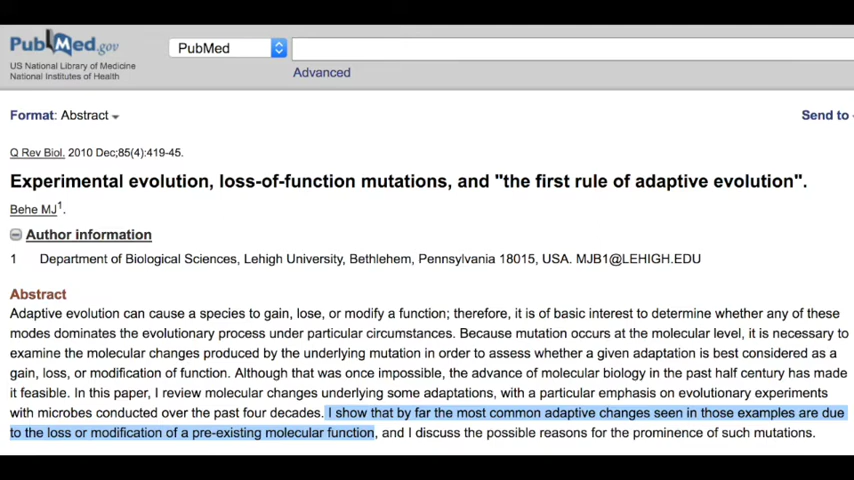 PubMed.gov
PubMed
US National Library of Medicine
National Institutes of Health
Advanced
Format: Abstract
Send to
Q Rev Biol. 2010 Dec;85(4):419-45.
Experimental evolution, loss-of-function mutations, and "the first rule of adaptive evolution".
Behe MJ1.
Author information
1 Department of Biological Sciences, Lehigh University, Bethlehem, Pennsylvania 18015, USA. MJB1@LEHIGH.EDU
Abstract
Adaptive evolution can cause a species to gain, lose, or modify a function; therefore, it is of basic interest to determine whether any of these
modes dominates the evolutionary process under particular circumstances. Because mutation occurs at the molecular level, it is necessary to
examine the molecular changes produced by the underlying mutation in order to assess whether a given adaptation is best considered as a
gain, loss, or modification of function. Although that was once impossible, the advance of molecular biology in the past half century has made
it feasible. In this paper, I review molecular changes underlying some adaptations, with a particular emphasis on evolutionary experiments
with microbes conducted over the past four decades. I show that by far the most common adaptive changes seen in those examples are due
to the loss or modification of a pre-existing molecular function, and I discuss the possible reasons for the prominence of such mutations.